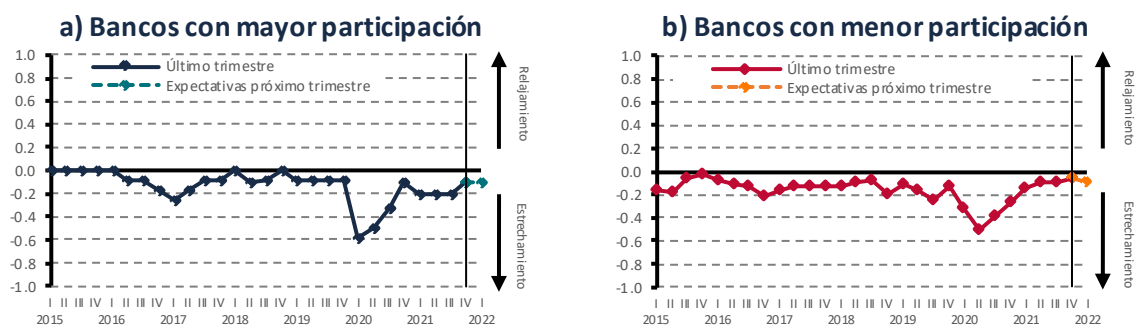 a) Bancos con mayor participación
1.0
0.8
0.6
0.4
0.2
0.0
-0.2
-0.4
-0.6
-0.8
-1.0
Último trimestre
Expectativas próximo trimestre
Relajamiento
Estrechamiento
I II III IV I II III IV I II III IV I II III IV I II III IV I II III IV I II III IV I
2015 2016 2017 2018 2019 2020 2021 2022
b) Bancos con menor participación
1.0
0.8
0.6
0.4
0.2
0.0
-0.2
-0.4
-0.6
-0.8
-1.0
Último trimestre
Expectativas próximo trimestre
Relajamiento
Estrechamiento
I II III IV I II III IV I II III IV I II III IV I II III IV I II III IV I II III IV I
2015 2016 2017 2018 2019 2020 2021 2022